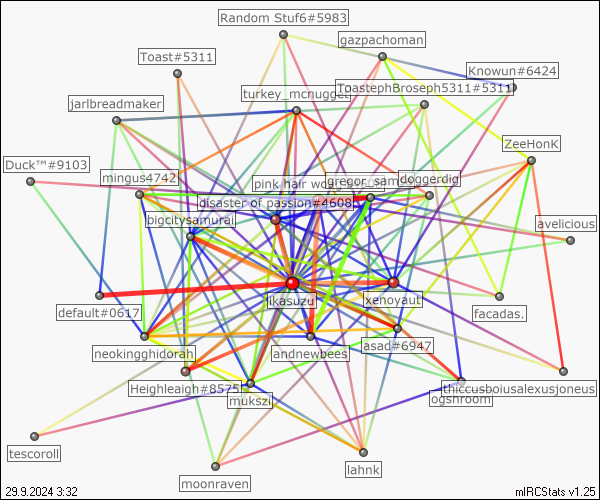 Random Stuf6#5983
gazpachoman
Toast#5311
Knowun#6424
ToastephBroseph5311#5311
turkey_mcnugget
jarlbreadmaker
ZeeHonK
Duck™#9103
mingus4742
pink hair
gregor_sam
doggerdig
disaster of passion#4608
bigcitysamurai
avelicious
ikasuzu
xenoyaut
default#0617
facadas.
asad#6947
neokingghidorah
andnewbees
Heighleaigh#8575
thiccusboiusalexusjoneus
mukszi
ogshroom
tescoroll
lahnk
moonraven
29.9.2024 3:32
mIRCStats v1.25